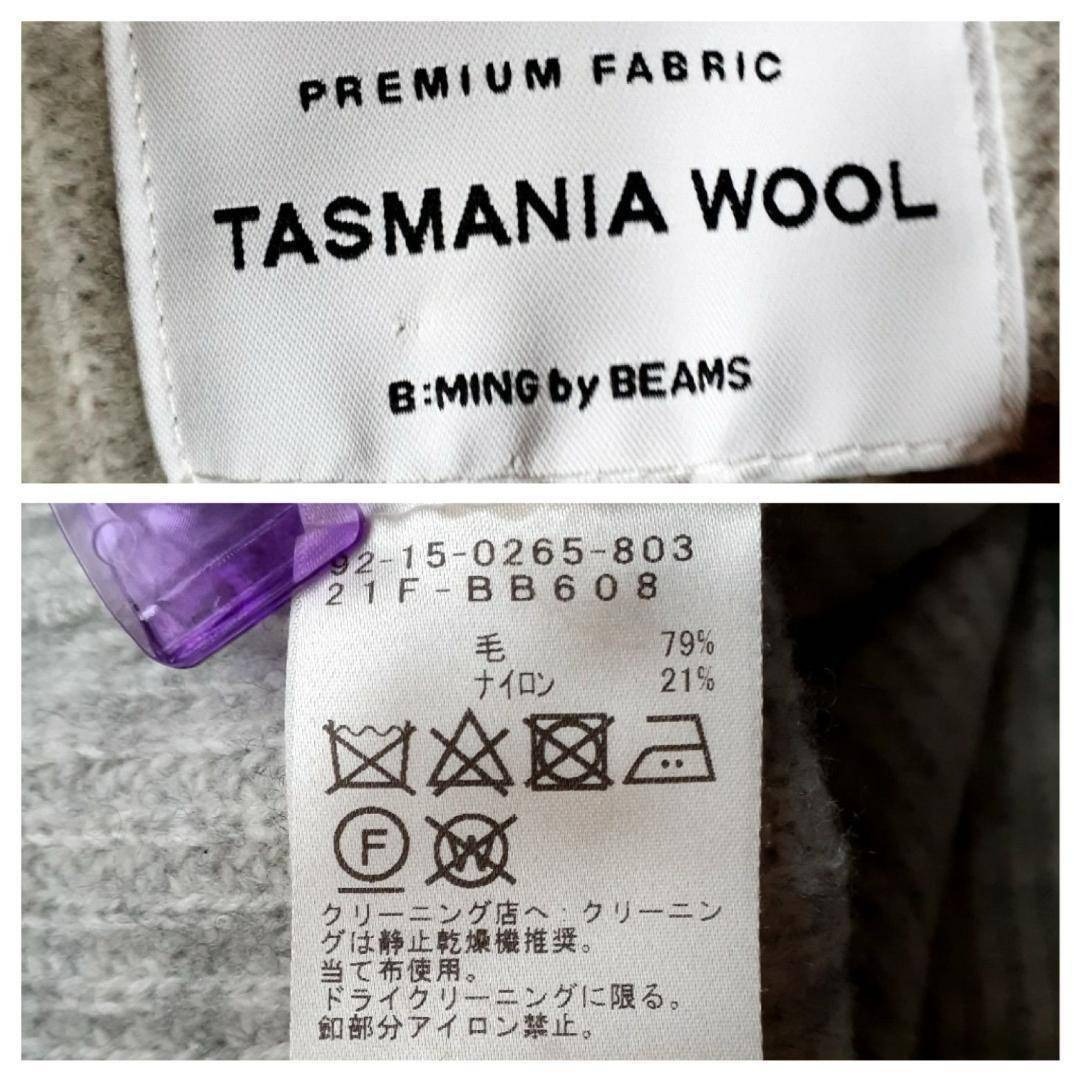 PREMIUM FABRIC
TASMANIA WOOL
B:MING by BEAMS
92-15-0265-803
21F-BB608
毛 79%
ナイロン 21%
F
W
クリーニング店へ:クリーニン
グは静止乾燥機推奨。
当て布使用。
ドライクリーニングに限る。
釦部分アイロン禁止。